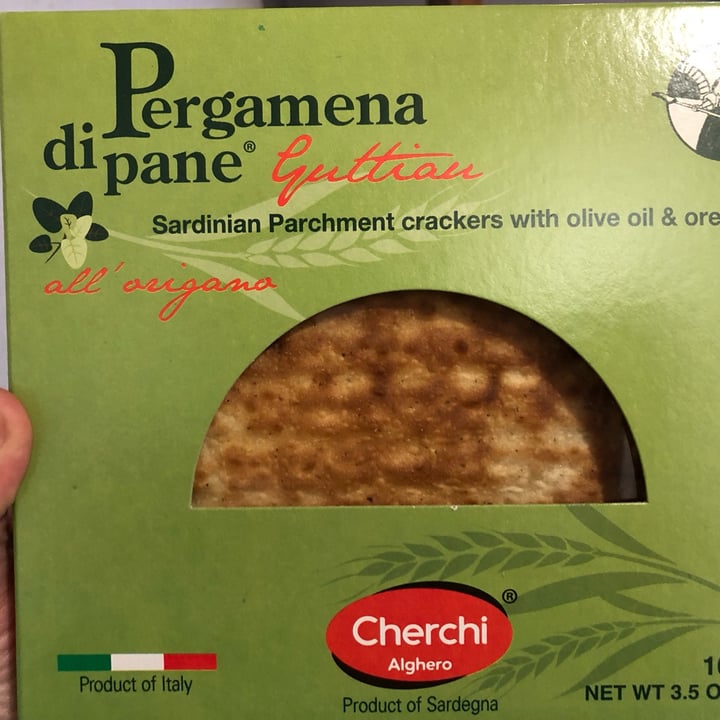 Pergamena
di pane® Guttiau
Sardinian Parchment crackers with olive oil &
all'origano
Cherchi®
Alghero
Product of Italy
Product of Sardegna
NET WT 3.5